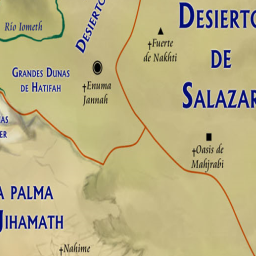 Río Iometh
DESIERTO
DESIERTO
DE
SALAZAR
†Fuerte
de Nakhti
GRANDES DUNAS
DE HATIFAH
†Enuma
Jannah
†Oasis de
Mahjrabi
A PALMA
JIHAMATH
†Nahime